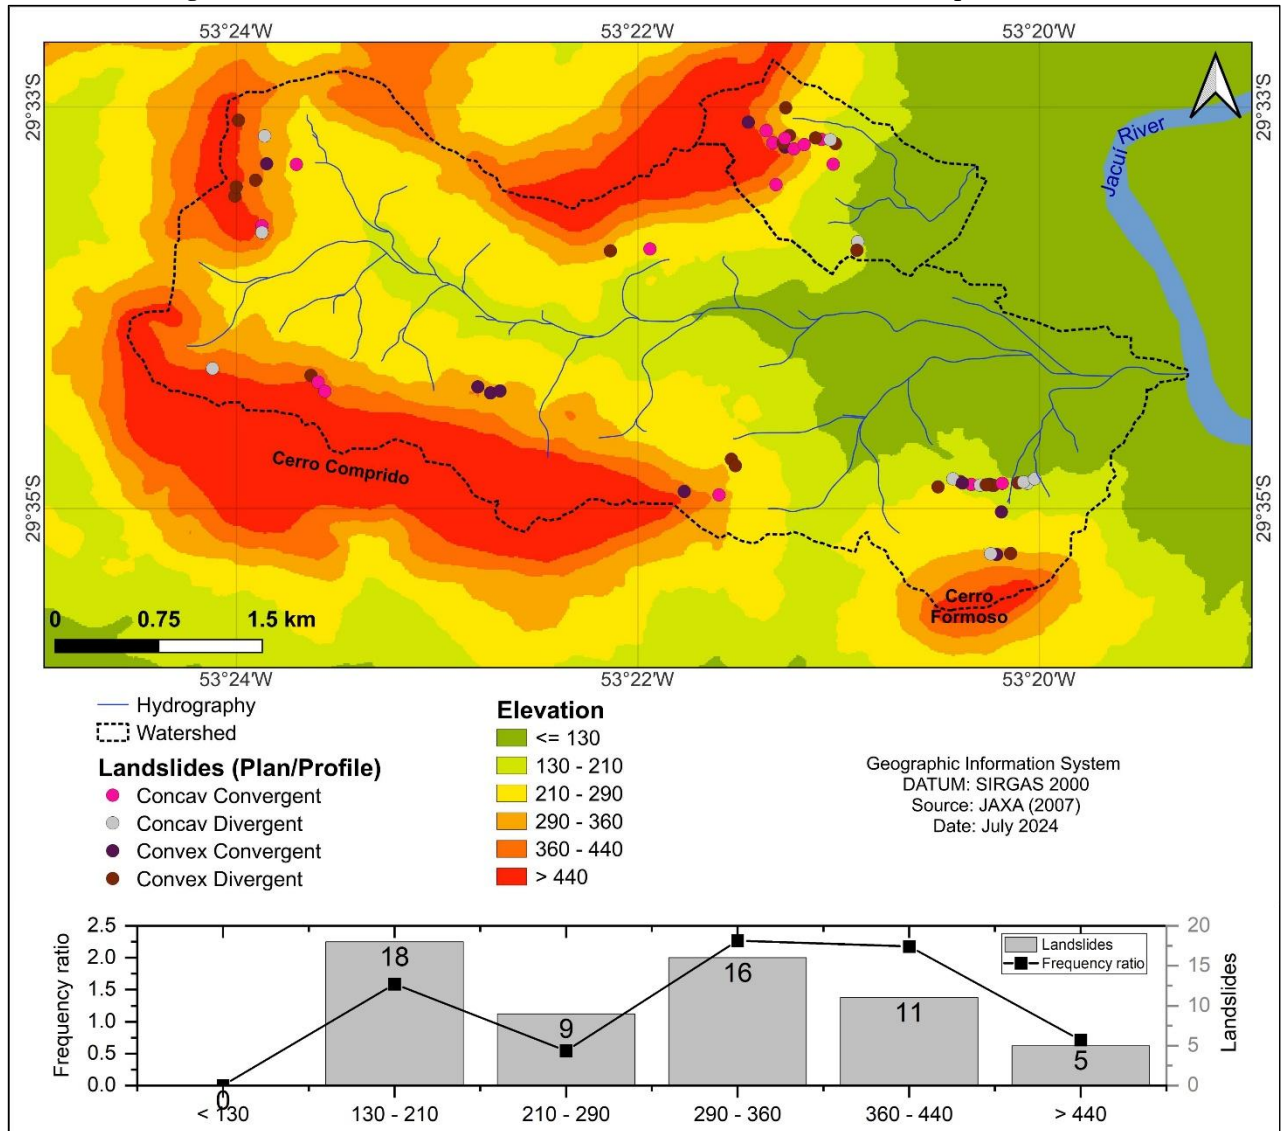 53°24'W 53°22'W 53°20'W
29°33'S 29°33'S
Jacuí River
Cerro Comprido
29°35'S 29°35'S
Cerro
Formoso
0 0.75 1.5 km
53°24'W 53°22'W 53°20'W
Hydrography
Watershed
Landslides (Plan/Profile)
Concav Convergent
Concav Divergent
Convex Convergent
Convex Divergent
Elevation
<= 130
130 - 210
210 - 290
290 - 360
360 - 440
> 440
Geographic Information System
DATUM: SIRGAS 2000
Source: JAXA (2007)
Date: July 2024
Frequency ratio
2.5
2.0
1.5
1.0
0.5
0.0
0
18
9
16
11
5
Landslides
Frequency ratio
20
15
10
5
0
Landslides
< 130 130 - 210 210 - 290 290 - 360 360 - 440 > 440